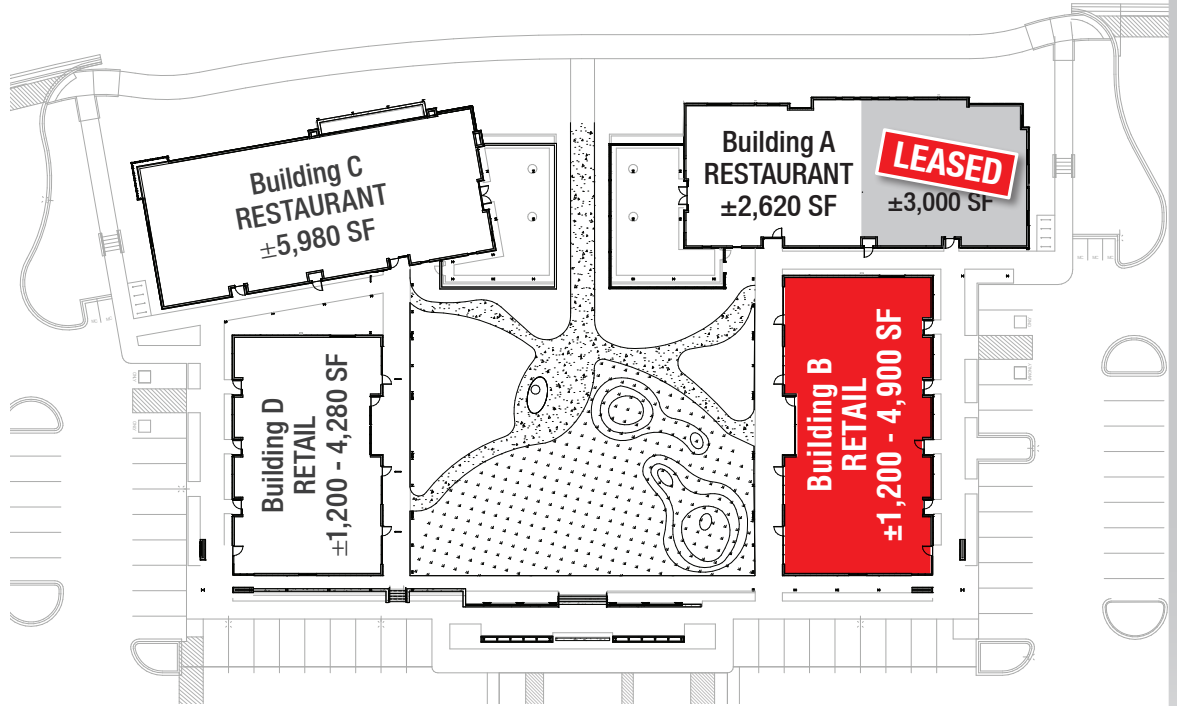 Building C
RESTAURANT
±5,980 SF
Building A
RESTAURANT
±2,620 SF
LEASED
±3,000 SF
Building D
RETAIL
±1,200 - 4,280 SF
Building B
RETAIL
±1,200 - 4,900 SF